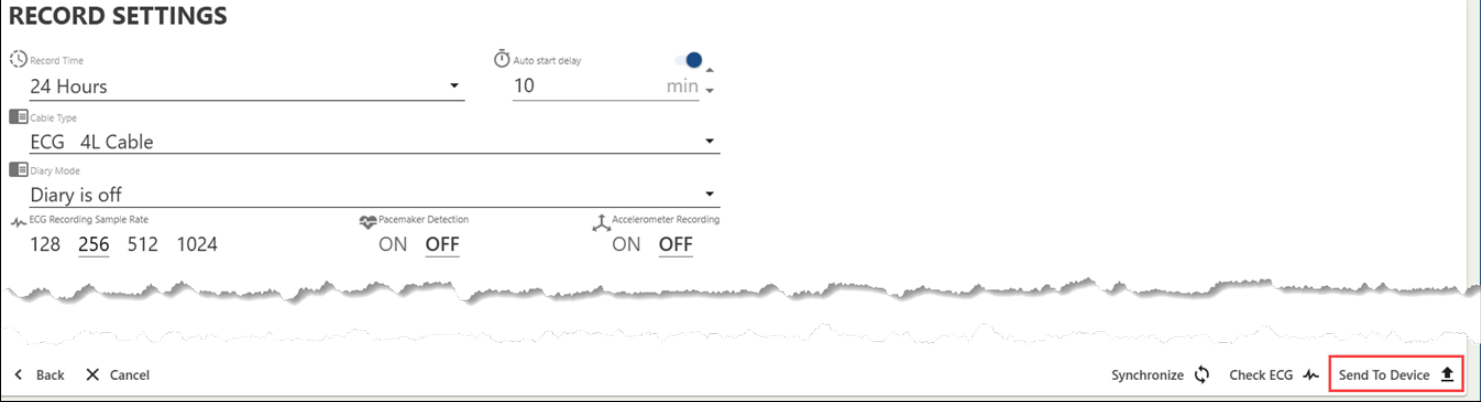 RECORD SETTINGS
Record Time Auto start delay
24 Hours 10 min
Cable Type
ECG 4L Cable
Diary Mode
Diary is off
ECG Recording Sample Rate Pacemaker Detection Accelerometer Recording
128 256 512 1024 ON OFF ON OFF
Back Cancel Synchronize Check ECG Send To Device